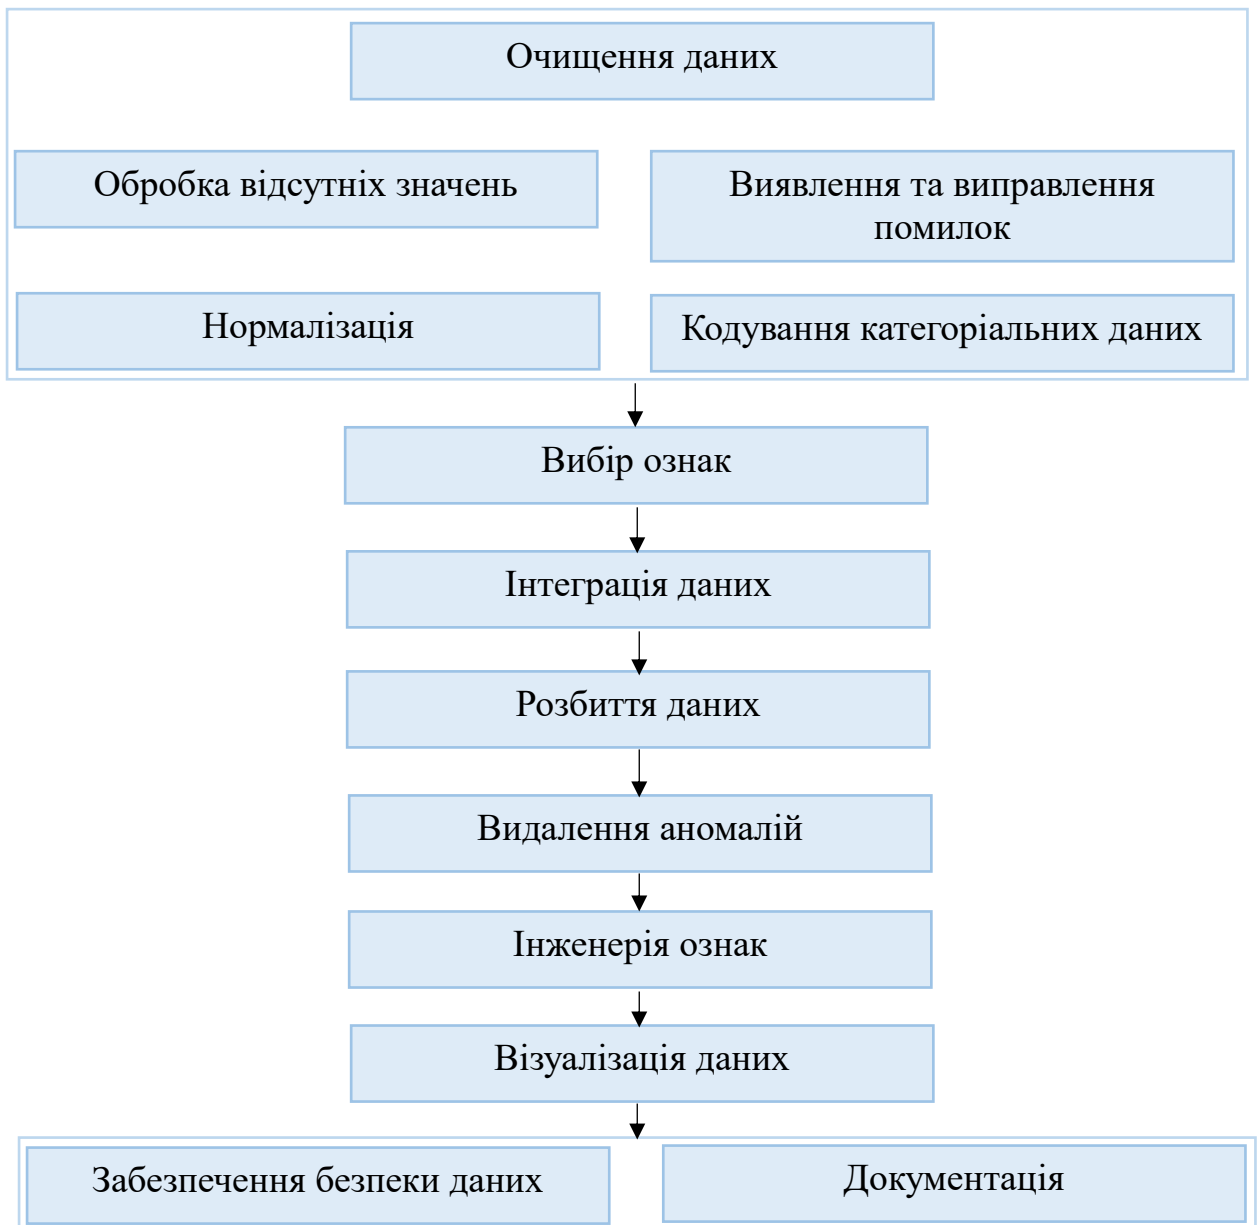 Очищення даних
Обробка відсутніх значень
Виявлення та виправлення
помилок
Нормалізація
Кодування категоріальних даних
Вибір ознак
Інтеграція даних
Розбиття даних
Видалення аномалій
Інженерія ознак
Візуалізація даних
Забезпечення безпеки даних
Документація